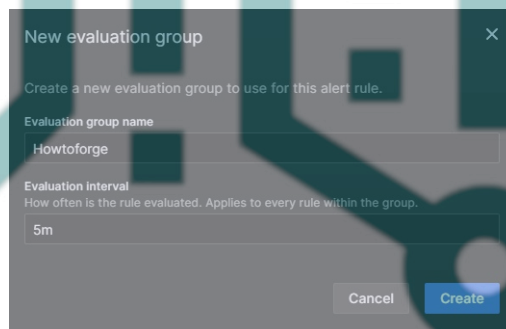 New evaluation group
Create a new evaluation group to use for this alert rule.
Evaluation group name
Howtoforge
Evaluation interval
How often is the rule evaluated. Applies to every rule within the group.
5m
Cancel Create